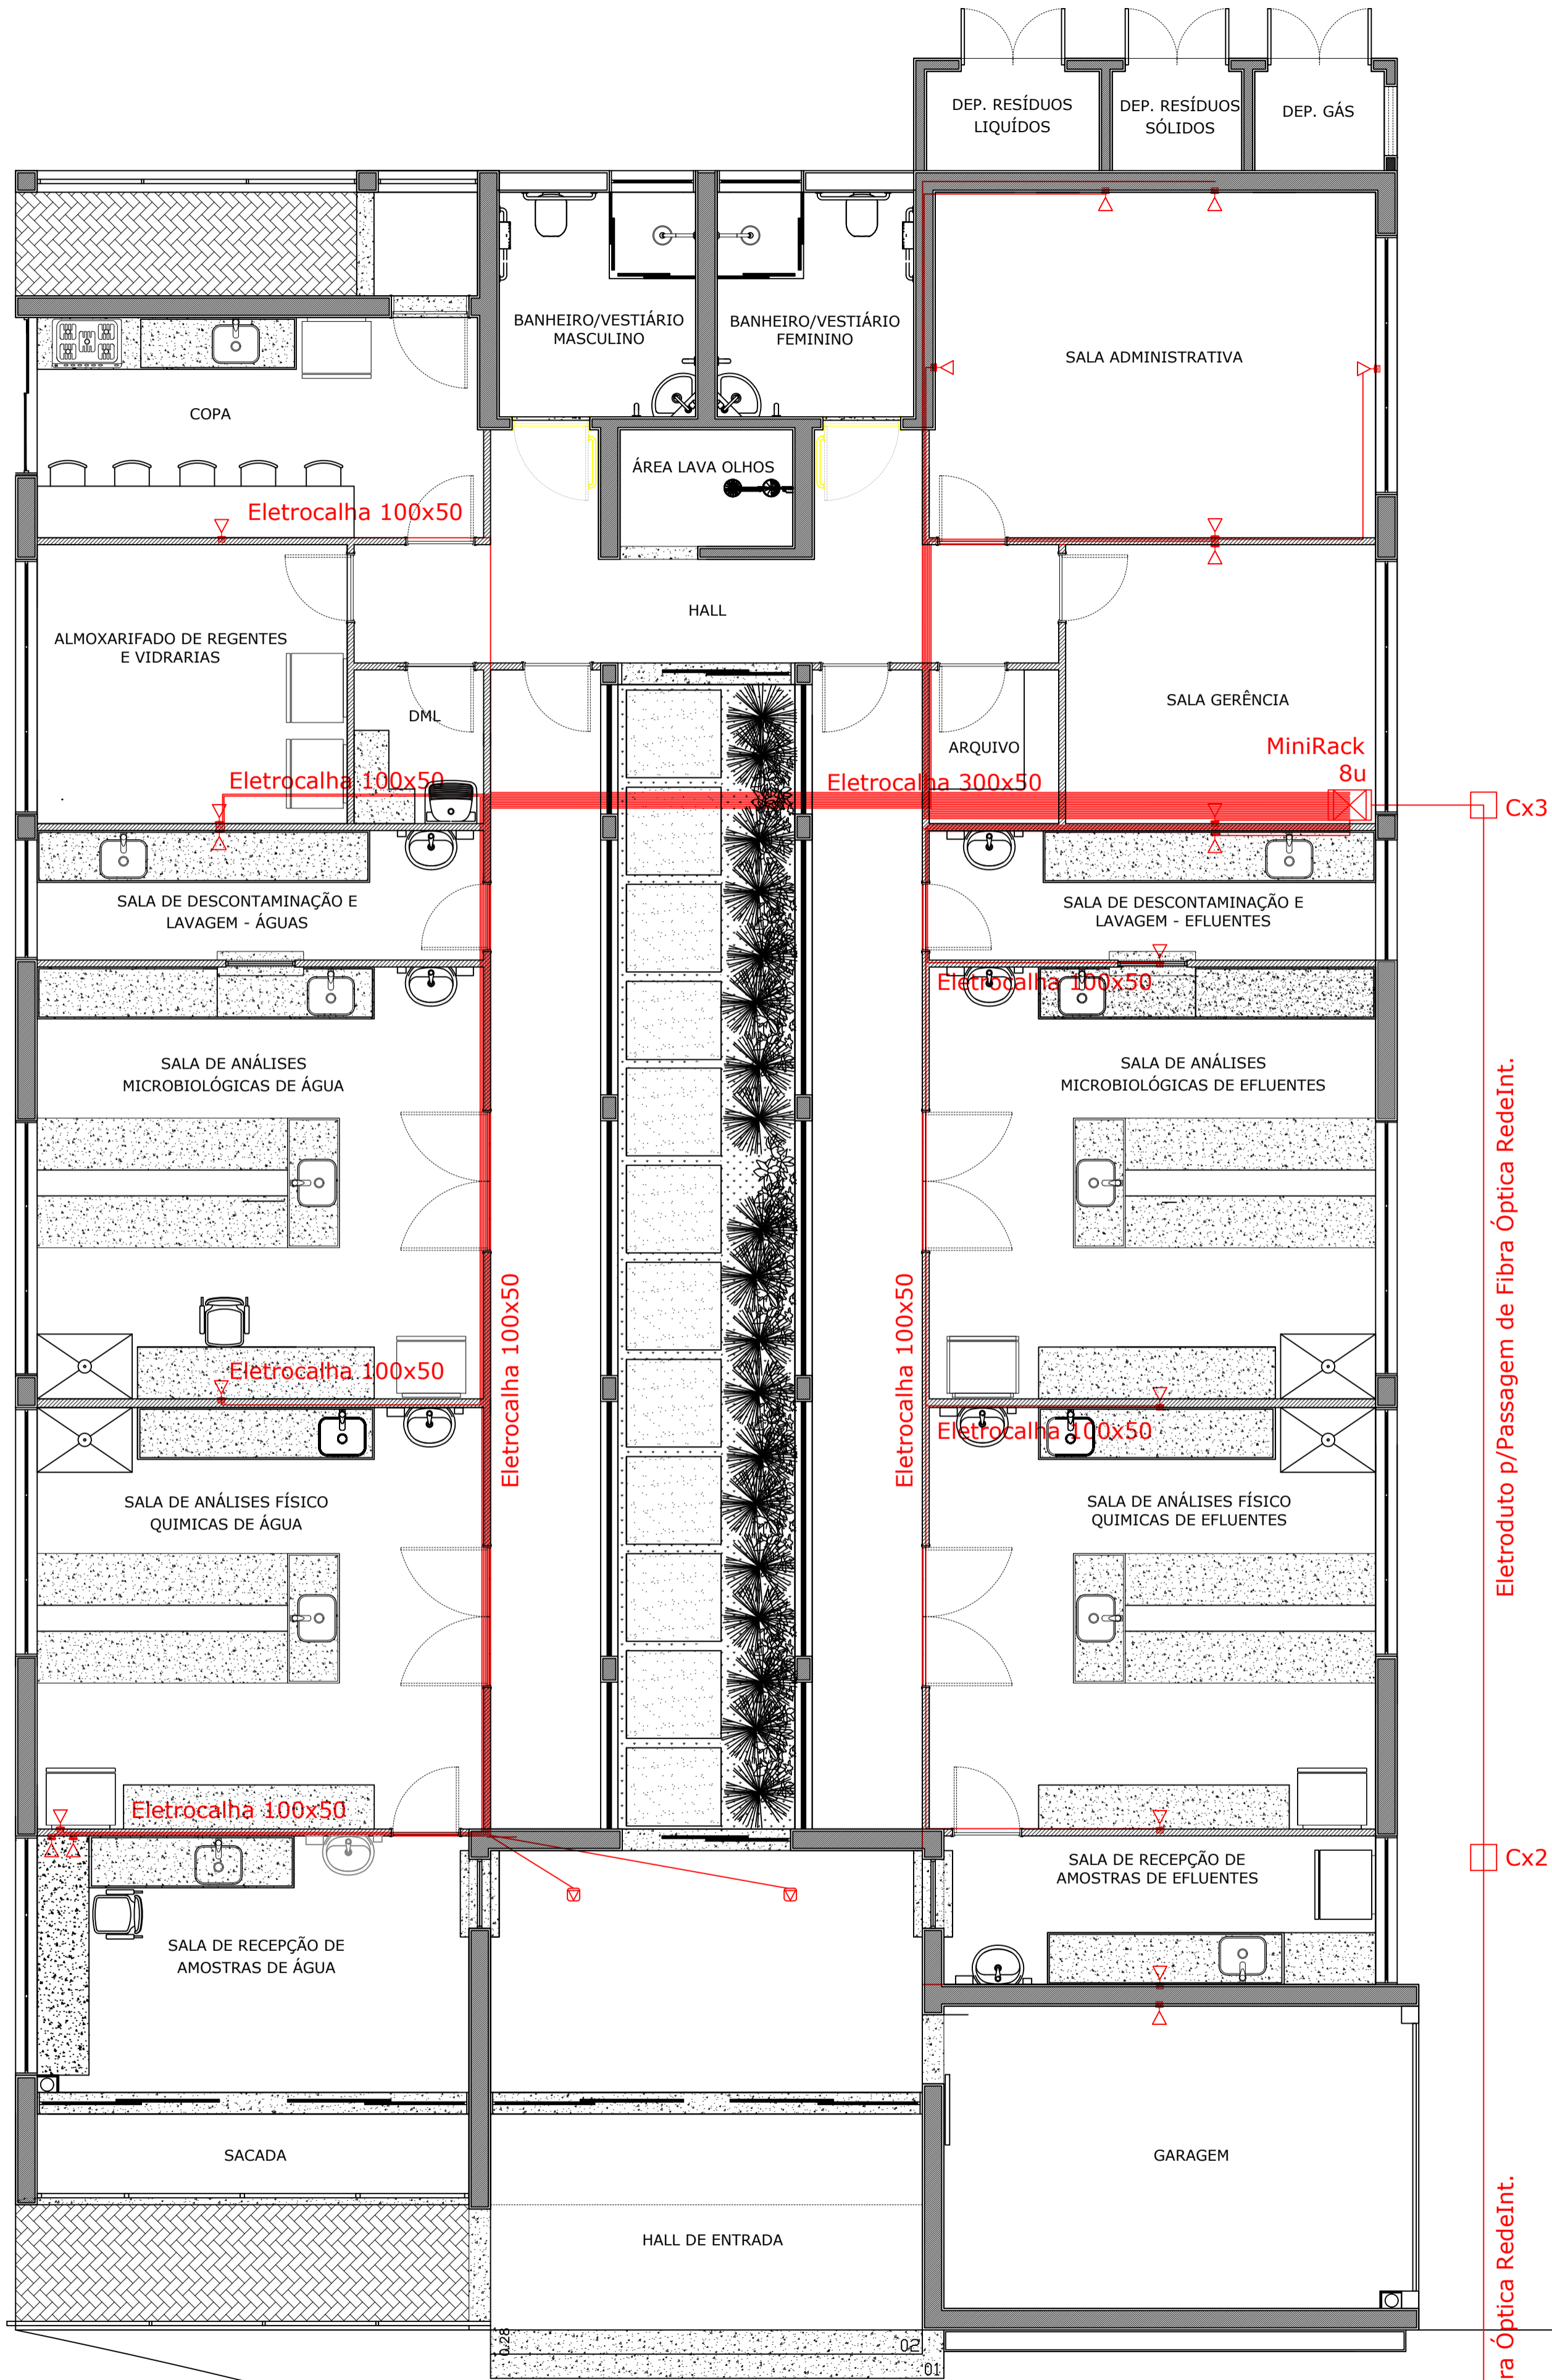 DEP. RESÍDUOS
LIQUÍDOS
DEP. RESÍDUOS
SÓLIDOS
DEP. GÁS
BANHEIRO/VESTIÁRIO
MASCULINO
BANHEIRO/VESTIÁRIO
FEMININO
SALA ADMINISTRATIVA
COPA
ÁREA LAVA OLHOS
Eletrocalha 100x50
HALL
ALMOXARIFADO DE REGENTES
E VIDRARIAS
DML
ARQUIVO
SALA GERÊNCIA
MiniRack
8u
Eletrocalha 100x50
Eletrocalha 300x50
Cx3
SALA DE DESCONTAMINAÇÃO E
LAVAGEM - ÁGUAS
SALA DE DESCONTAMINAÇÃO E
LAVAGEM - EFLUENTES
Eletrocalha 100x50
SALA DE ANÁLISES
MICROBIOLÓGICAS DE ÁGUA
SALA DE ANÁLISES
MICROBIOLÓGICAS DE EFLUENTES
Eletroduto p/Passagem de Fibra Óptica RedeInt.
Eletrocalha 100x50
Eletrocalha 100x50
Eletrocalha 100x50
Eletrocalha 100x50
SALA DE ANÁLISES FÍSICO
QUIMICAS DE ÁGUA
SALA DE ANÁLISES FÍSICO
QUIMICAS DE EFLUENTES
Eletrocalha 100x50
SALA DE RECEPÇÃO DE
AMOSTRAS DE EFLUENTES
Cx2
SALA DE RECEPÇÃO DE
AMOSTRAS DE ÁGUA
SACADA
GARAGEM
HALL DE ENTRADA
ra Óptica RedeInt.
0.28
02
01